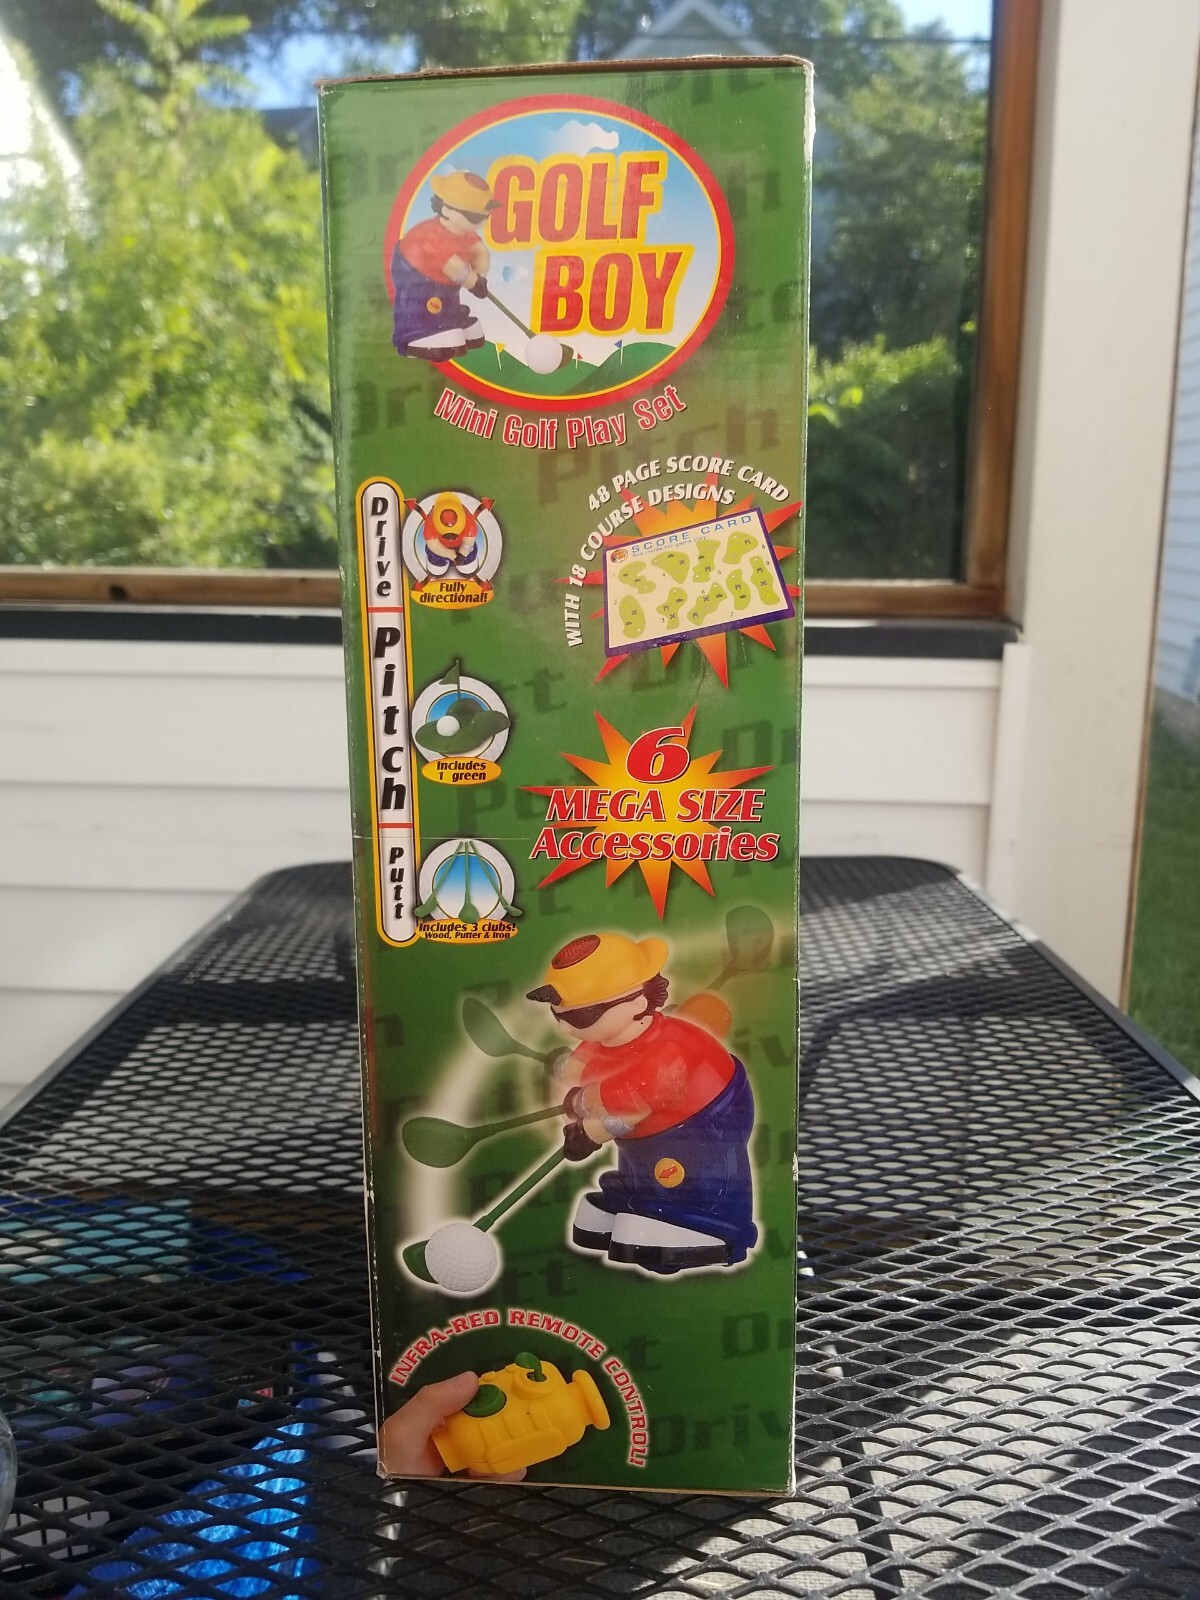 GOLF
BOY
Mini Golf Play Set
48 PAGE SCORE CARD
WITH 18 COURSE DESIGNS
SCORE CARD
Drive
Pitch
Putt
Fully
directional!
Includes
1 green
Includes 3 clubs!
Wood, Putter & Iron
6
MEGA SIZE
Accessories
INFRA-RED REMOTE CONTROL!